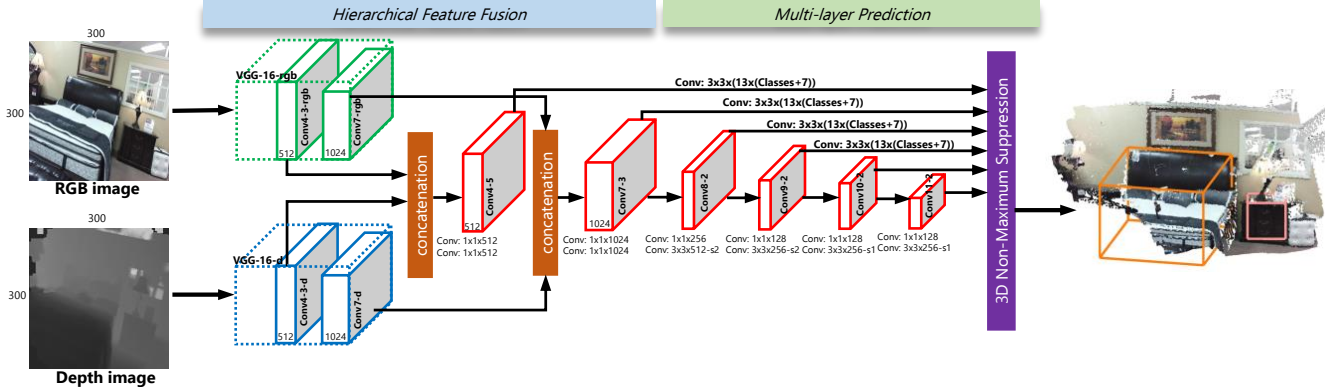 Hierarchical Feature Fusion
Multi-layer Prediction
300
300
RGB image
VGG-16-rgb
Conv4-3-rgb
512
Conv7-rgb
1024
300
300
Depth image
VGG-16-d
Conv4-3-d
512
Conv7-d
1024
concatenation
Conv4-5
512
Conv: 1x1x512
Conv: 1x1x512
concatenation
Conv7-3
1024
Conv: 1x1x1024
Conv: 1x1x1024
Conv8-2
Conv: 1x1x256
Conv: 3x3x512-s2
Conv9-2
Conv: 1x1x128
Conv: 3x3x256-s2
Conv10-2
Conv: 1x1x128
Conv: 3x3x256-s1
Conv11-2
Conv: 1x1x128
Conv: 3x3x256-s1
Conv: 3x3x(13x(Classes+7))
Conv: 3x3x(13x(Classes+7))
Conv: 3x3x(13x(Classes+7))
Conv: 3x3x(13x(Classes+7))
3D Non-Maximum Suppression